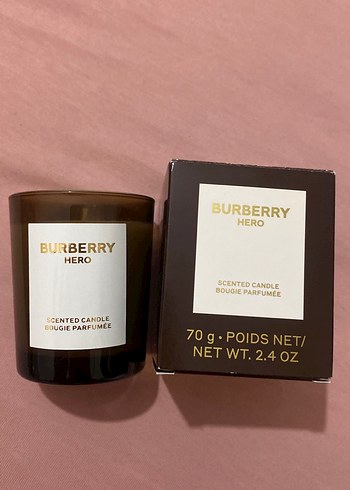 BURBERRY
HERO
SCENTED CANDLE
BOUGIE PARFUMÉE
BURBERRY
HERO
SCENTED CANDLE
BOUGIE PARFUMÉE
70 g • POIDS NET/
NET WT. 2.4 OZ